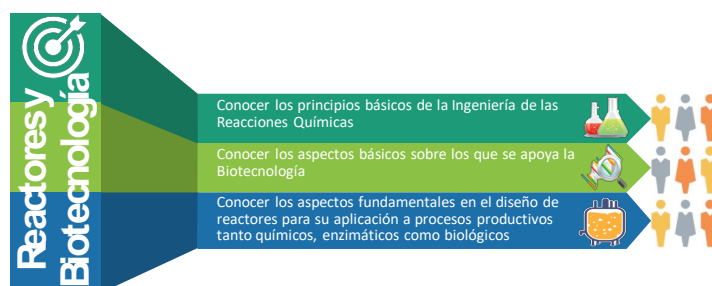 Reactores y
Biotecnología
Conocer los principios básicos de la Ingeniería de las
Reacciones Químicas
Conocer los aspectos básicos sobre los que se apoya la
Biotecnología
Conocer los aspectos fundamentales en el diseño de
reactores para su aplicación a procesos productivos
tanto químicos, enzimáticos como biológicos